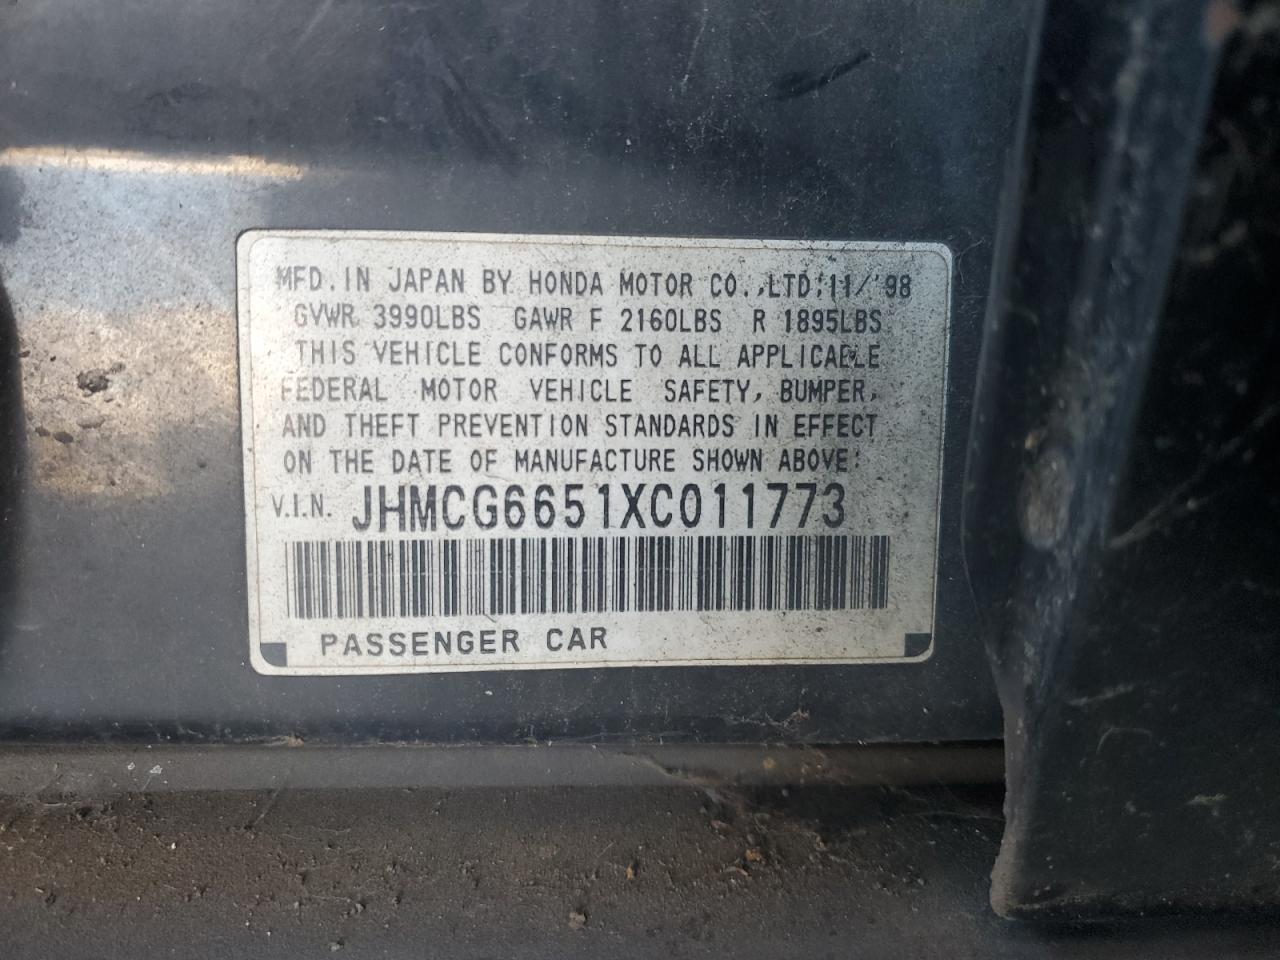 MFD. IN JAPAN BY HONDA MOTOR CO.,LTD. 11/'98
GVWR 3990LBS GAWR F 2160LBS R 1895LBS
THIS VEHICLE CONFORMS TO ALL APPLICABLE
FEDERAL MOTOR VEHICLE SAFETY, BUMPER,
AND THEFT PREVENTION STANDARDS IN EFFECT
ON THE DATE OF MANUFACTURE SHOWN ABOVE:
V.I.N. JHMCG6651XC011773
PASSENGER CAR